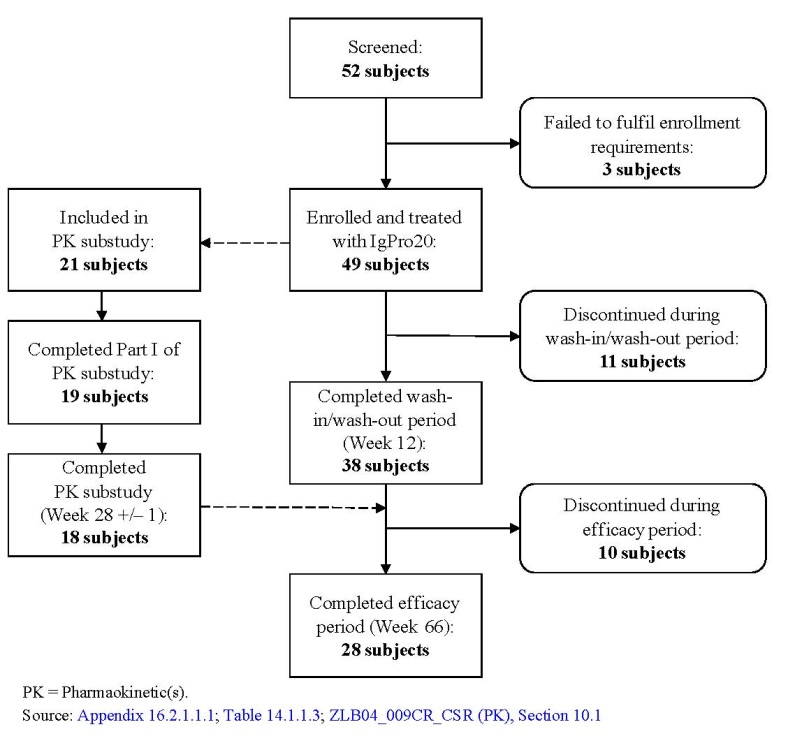 Screened:
52 subjects
Failed to fulfil enrollment
requirements:
3 subjects
Included in
PK substudy:
21 subjects
Enrolled and treated
with IgPro20:
49 subjects
Discontinued during
wash-in/wash-out period:
11 subjects
Completed Part I of
PK substudy:
19 subjects
Completed wash-
in/wash-out period
(Week 12):
38 subjects
Completed
PK substudy
(Week 28 +/– 1):
18 subjects
Discontinued during
efficacy period:
10 subjects
Completed efficacy
period (Week 66):
28 subjects
PK = Pharmaokinetic(s).
Source: Appendix 16.2.1.1.1; Table 14.1.1.3; ZLB04_009CR_CSR (PK), Section 10.1